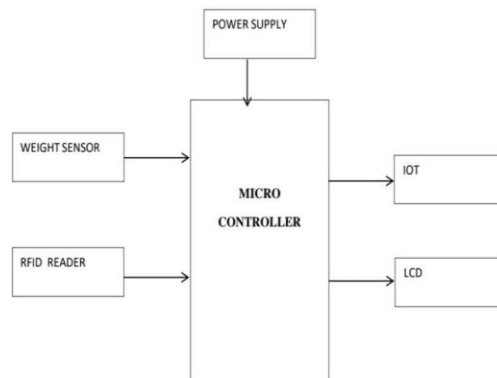 POWER SUPPLY
WEIGHT SENSOR
MICRO
CONTROLLER
IOT
RFID READER
LCD